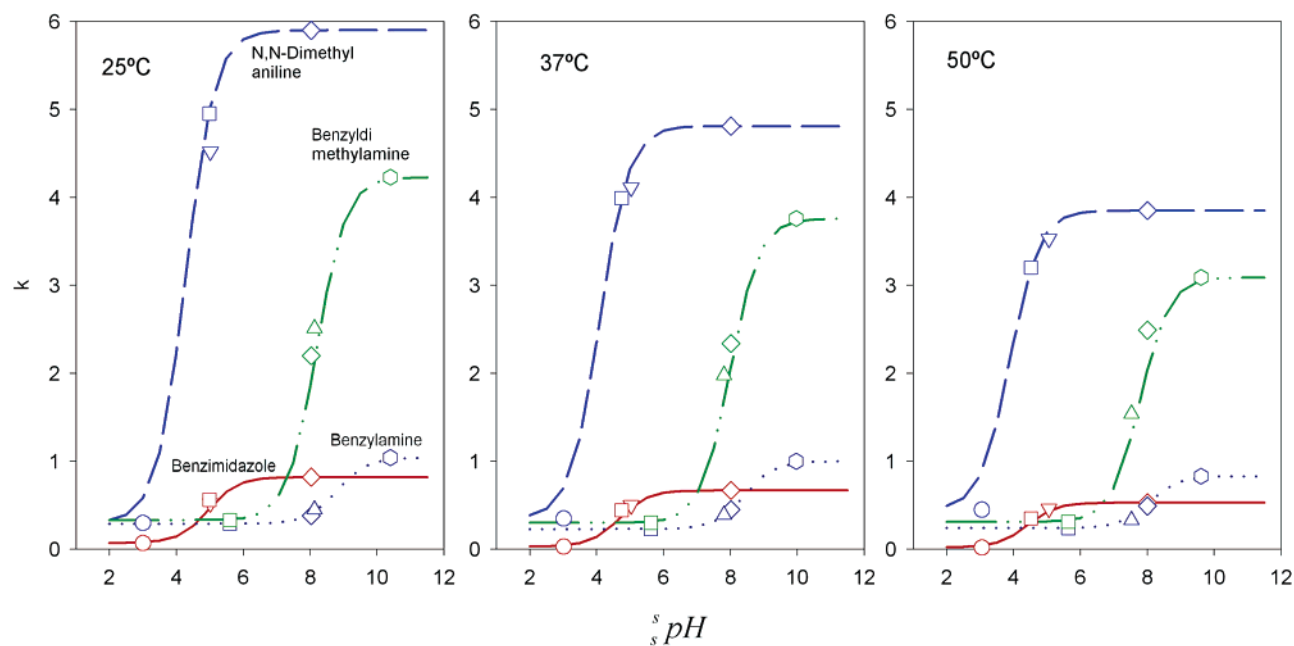 6
5
4
3
2
1
0
k
25ºC
N,N-Dimethyl
aniline
Benzyldi
methylamine
Benzylamine
Benzimidazole
2 4 6 8 10 12
6
5
4
3
2
1
0
37ºC
2 4 6 8 10 12
6
5
4
3
2
1
0
50ºC
2 4 6 8 10 12
s
s pH